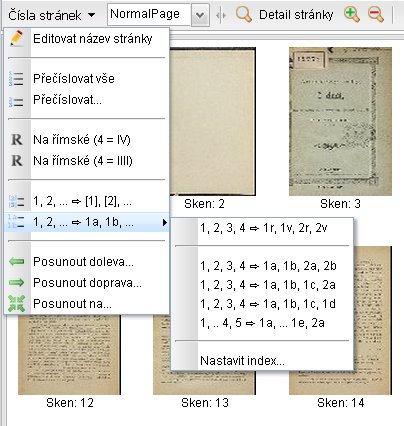 Čísla stránek
NormalPage
Detail stránky
Editovat název stránky
Přečíslovat vše
Přečíslovat...
R Na římské (4 = IV)
R Na římské (4 = IIII)
1, 2, ... ⇨ [1], [2], ...
1, 2, ... ⇨ 1a, 1b, ...
Posunout doleva...
Posunout doprava...
Posunout na...
1, 2, 3, 4 ⇨ 1r, 1v, 2r, 2v
1, 2, 3, 4 ⇨ 1a, 1b, 2a, 2b
1, 2, 3, 4 ⇨ 1a, 1b, 1c, 2a
1, 2, 3, 4 ⇨ 1a, 1b, 1c, 1d
1, .. 4, 5 ⇨ 1a, ... 1e, 2a
Nastavit index...
Sken: 2
Sken: 3
Sken: 12
Sken: 13
Sken: 14